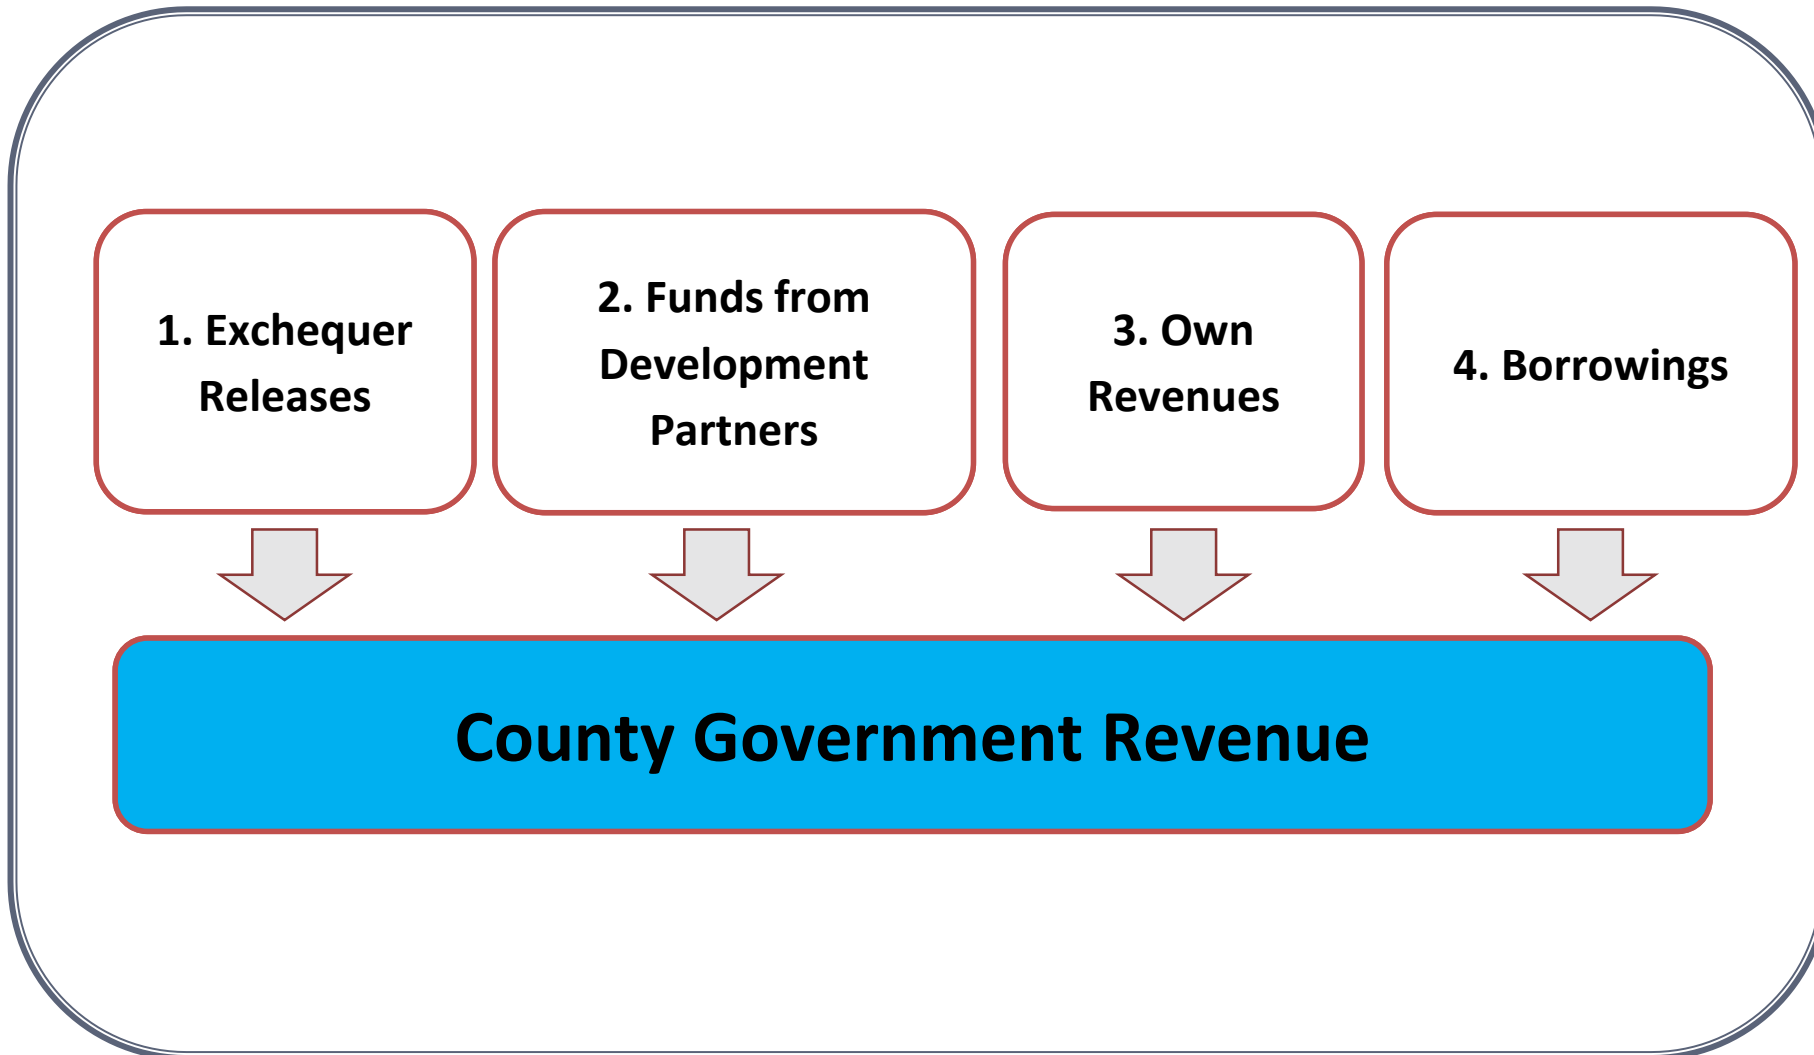 1. Exchequer
Releases
2. Funds from
Development
Partners
3. Own
Revenues
4. Borrowings
County Government Revenue